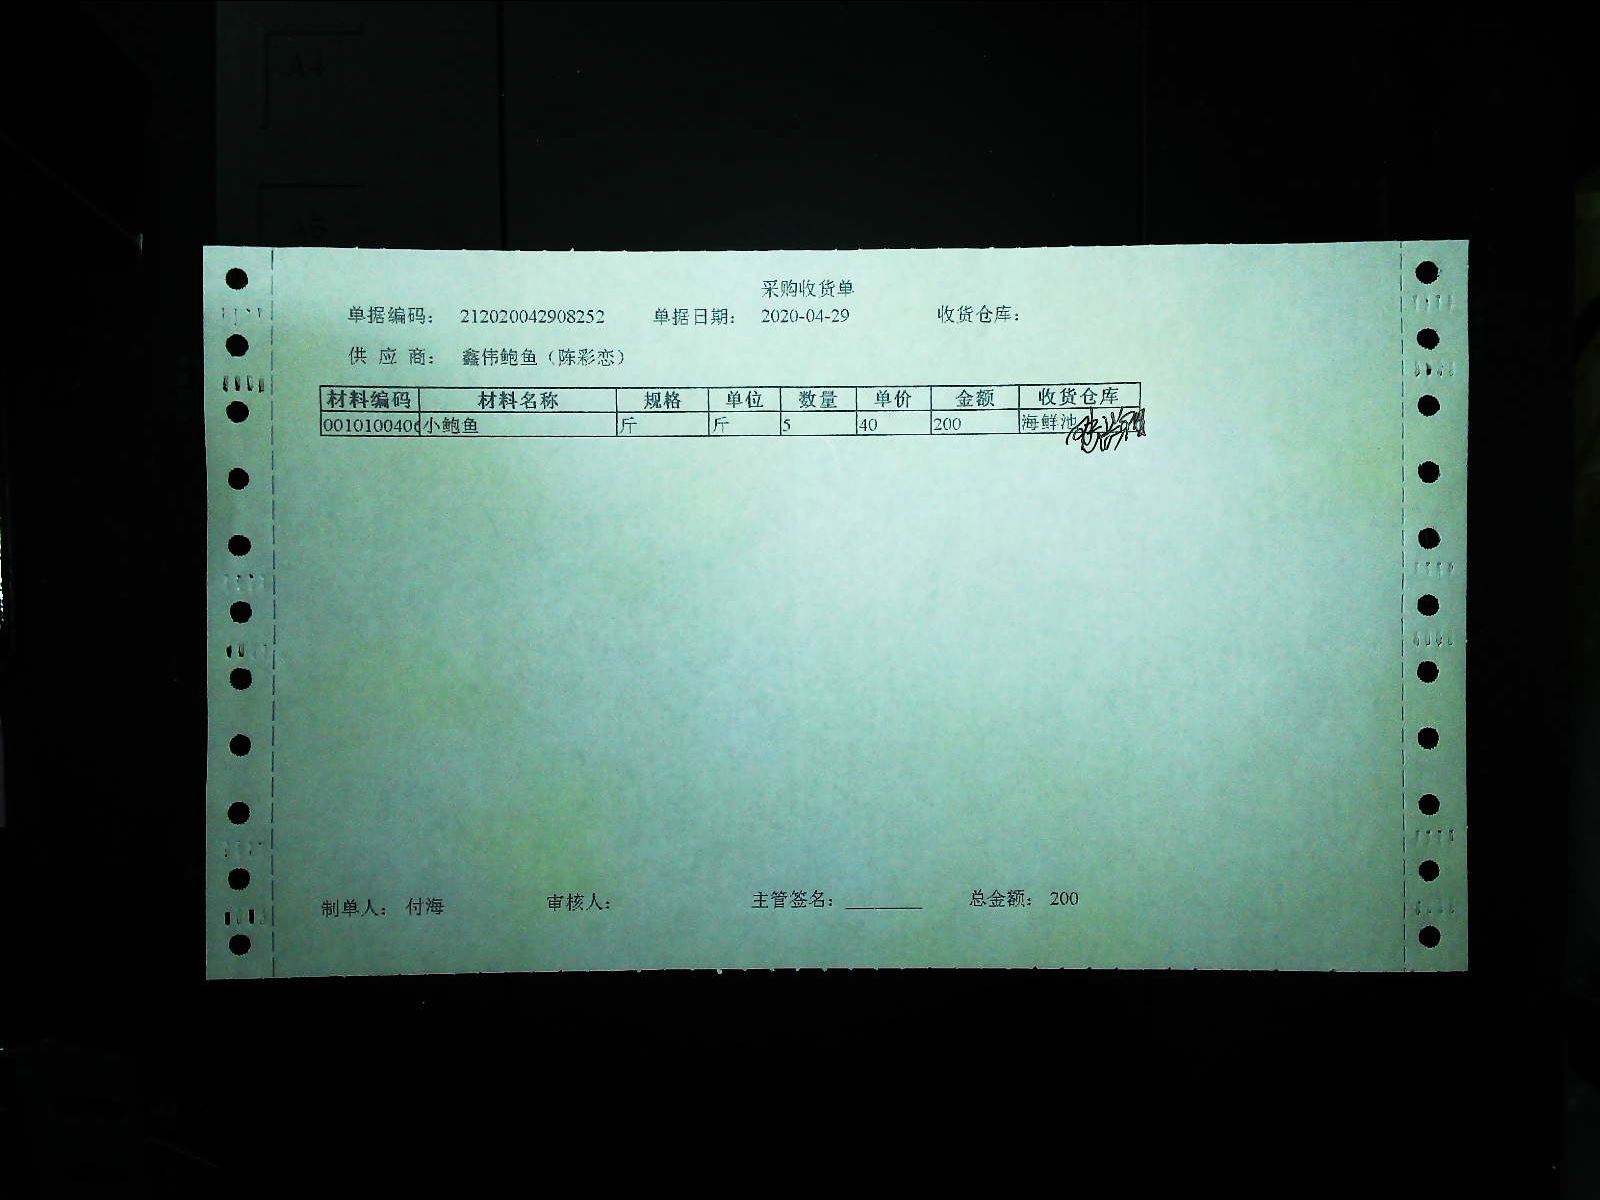 采购收货单
单据编码： 212020042908252 单据日期： 2020-04-29 收货仓库：
供 应 商： 鑫伟鲍鱼（陈彩恋）
材料编码 材料名称 规格 单位 数量 单价 金额 收货仓库
001010040 小鲍鱼 斤 斤 5 40 200 海鲜池
制单人： 付海 审核人： 主管签名：________ 总金额： 200